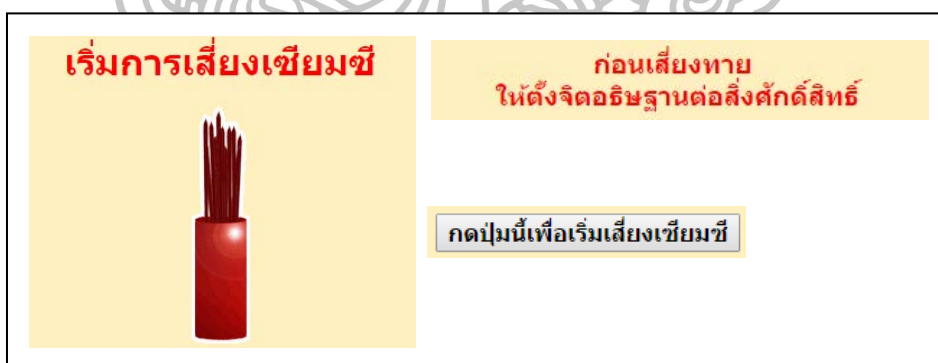 เริ่มการเสี่ยงเซียมซี
ก่อนเสี่ยงทาย
ให้ตั้งจิตอธิษฐานต่อสิ่งศักดิ์สิทธิ์
กดปุ่มนี้เพื่อเริ่มเสี่ยงเซียมซี